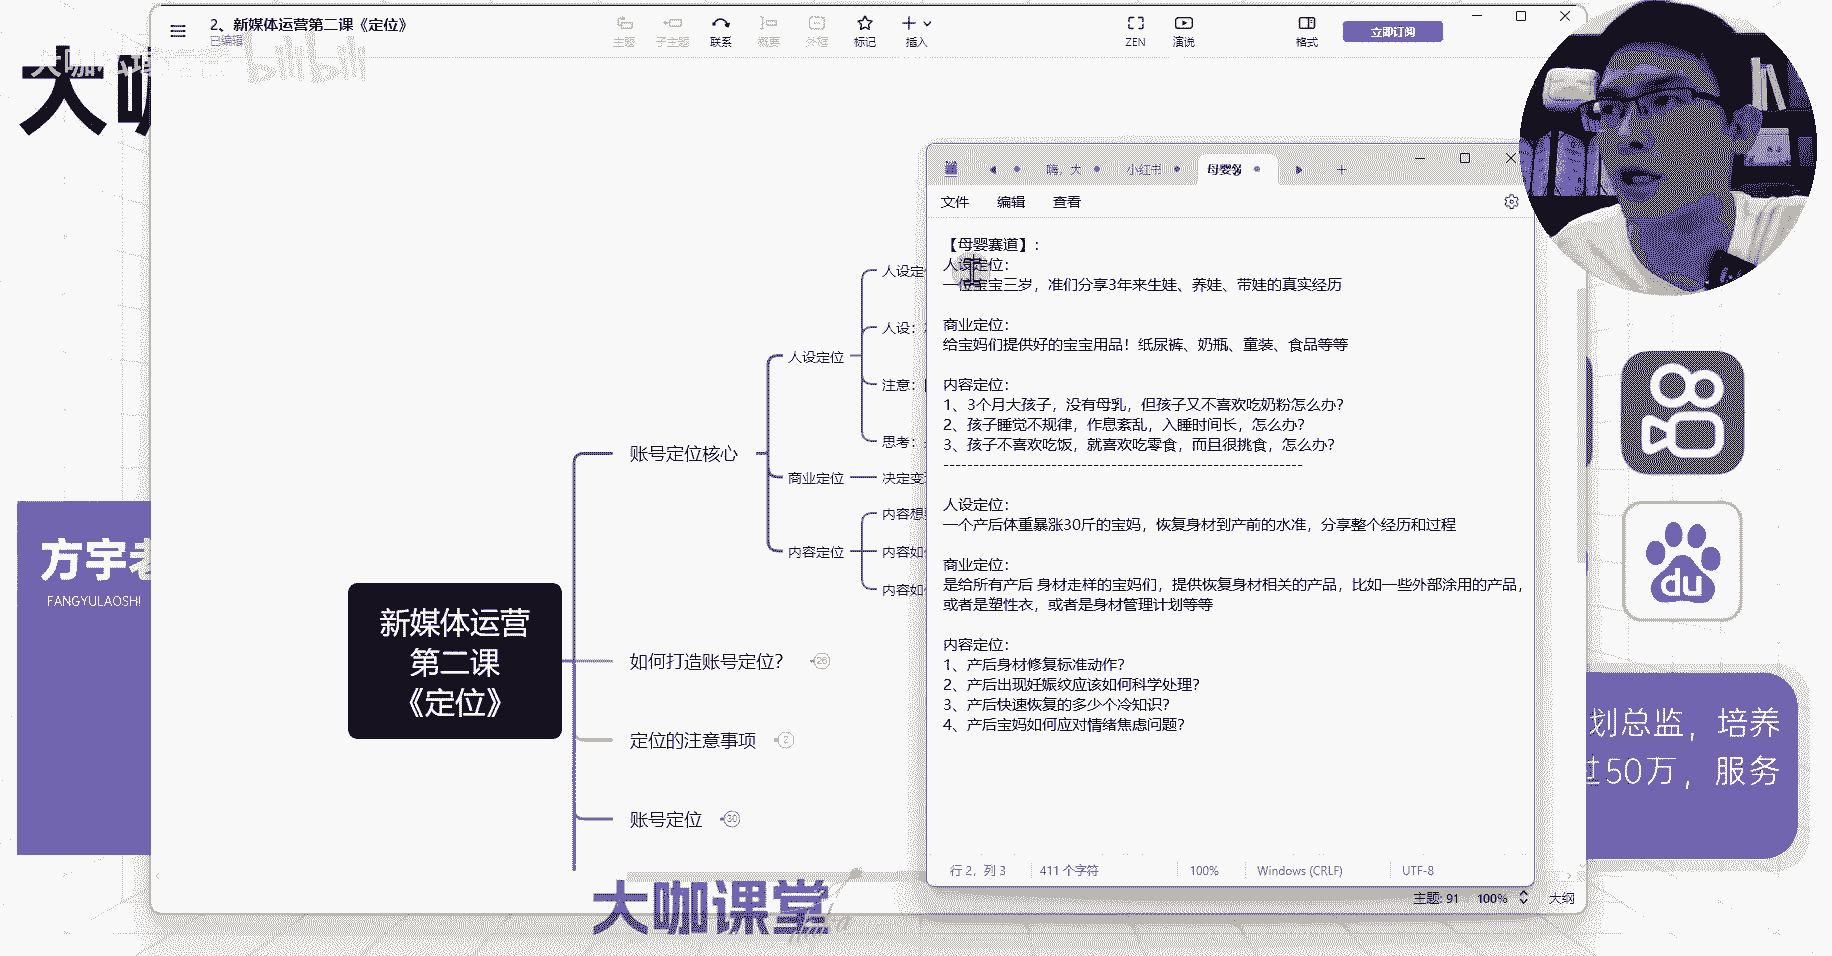 2、新媒体运营第二课《定位》
已编辑
主题
子主题
联系
概要
外框
标记
插入
ZEN
演说
格式
立即订阅
bilibili
大咖
方宇老
FANGYULAOSHI
新媒体运营
第二课
《定位》
账号定位核心
人设定位
人设定
人设：
注意：
思考：
商业定位
决定变
内容定位
内容想
内容如
内容如
如何打造账号定位？
26
定位的注意事项
2
账号定位
30
嗨，大
小红书
母婴
文件
编辑
查看
【母婴赛道】：
人设定位：
一位宝宝三岁，准们分享3年来生娃、养娃、带娃的真实经历
商业定位：
给宝妈们提供好的宝宝用品！纸尿裤、奶瓶、童装、食品等等
内容定位：
1、3个月大孩子，没有母乳，但孩子又不喜欢吃奶粉怎么办？
2、孩子睡觉不规律，作息紊乱，入睡时间长，怎么办？
3、孩子不喜欢吃饭，就喜欢吃零食，而且很挑食，怎么办？
------------------------------------------------------------
人设定位：
一个产后体重暴涨30斤的宝妈，恢复身材到产前的水准，分享整个经历和过程
商业定位：
是给所有产后 身材走样的宝妈们，提供恢复身材相关的产品，比如一些外部涂用的产品，
或者是塑性衣，或者是身材管理计划等等
内容定位：
1、产后身材修复标准动作？
2、产后出现妊娠纹应该如何科学处理？
3、产后快速恢复的多少个冷知识？
4、产后宝妈如何应对情绪焦虑问题？
行 2，列 3
411 个字符
100%
Windows (CRLF)
UTF-8
主题: 91
100%
大纲
du
划总监，培养
过50万，服务
大咖课堂